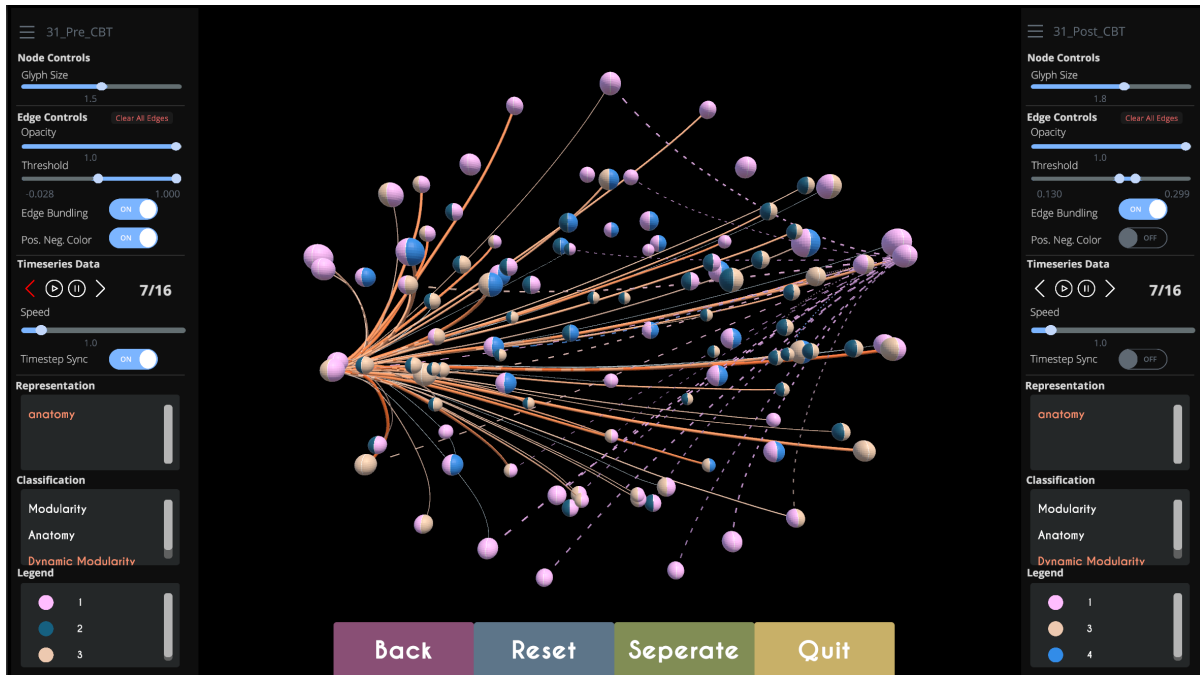 31_Pre_CBT
Node Controls
Glyph Size
1.5
Edge Controls Clear All Edges
Opacity
1.0
Threshold
-0.028 1.000
Edge Bundling ON
Pos. Neg. Color ON
Timeseries Data
7/16
Speed
1.0
Timestep Sync ON
Representation
anatomy
Classification
Modularity
Anatomy
Dynamic Modularity
Legend
1
2
3
Back Reset Seperate Quit
31_Post_CBT
Node Controls
Glyph Size
1.8
Edge Controls Clear All Edges
Opacity
1.0
Threshold
0.130 0.299
Edge Bundling ON
Pos. Neg. Color OFF
Timeseries Data
7/16
Speed
1.0
Timestep Sync OFF
Representation
anatomy
Classification
Modularity
Anatomy
Dynamic Modularity
Legend
1
3
4